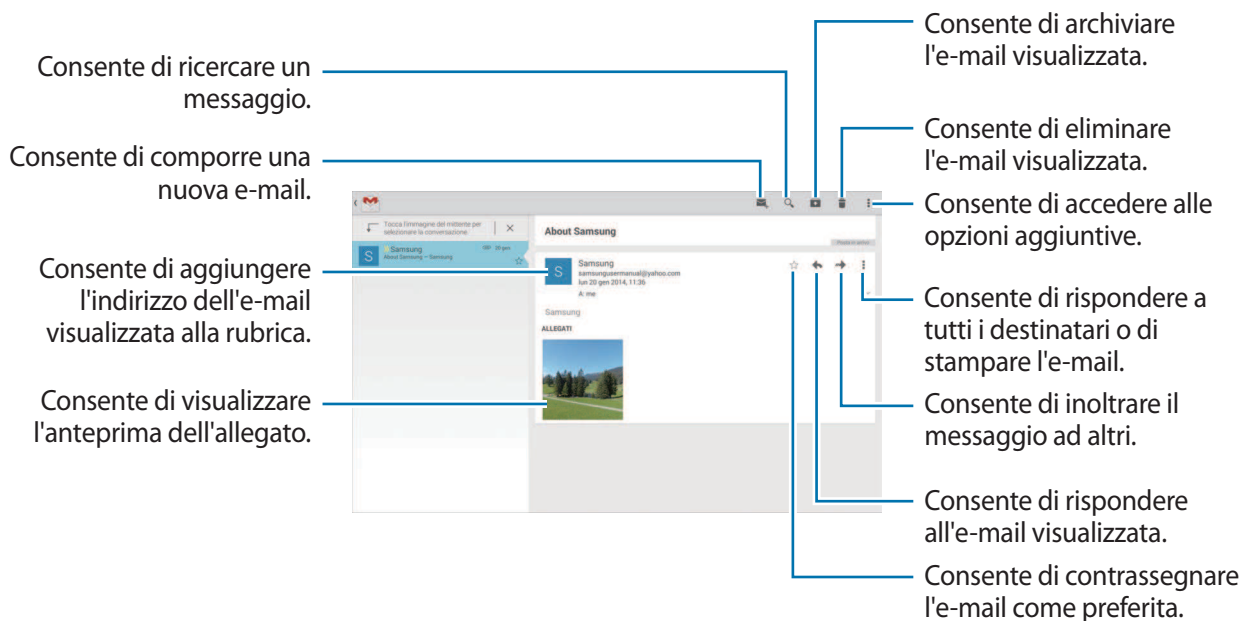 Consente di ricercare un
messaggio.
Consente di comporre una
nuova e-mail.
Consente di aggiungere
l'indirizzo dell'e-mail
visualizzata alla rubrica.
Consente di visualizzare
l'anteprima dell'allegato.
Tocca l'immagine del mittente per
selezionare la conversazione
S
Samsung
20 gen
About Samsung – Samsung
About Samsung
Posta in arrivo
S
Samsung
samsungusermanual@yahoo.com
lun 20 gen 2014, 11:36
A: me
Samsung
ALLEGATI
Consente di archiviare
l'e-mail visualizzata.
Consente di eliminare
l'e-mail visualizzata.
Consente di accedere alle
opzioni aggiuntive.
Consente di rispondere a
tutti i destinatari o di
stampare l'e-mail.
Consente di inoltrare il
messaggio ad altri.
Consente di rispondere
all'e-mail visualizzata.
Consente di contrassegnare
l'e-mail come preferita.